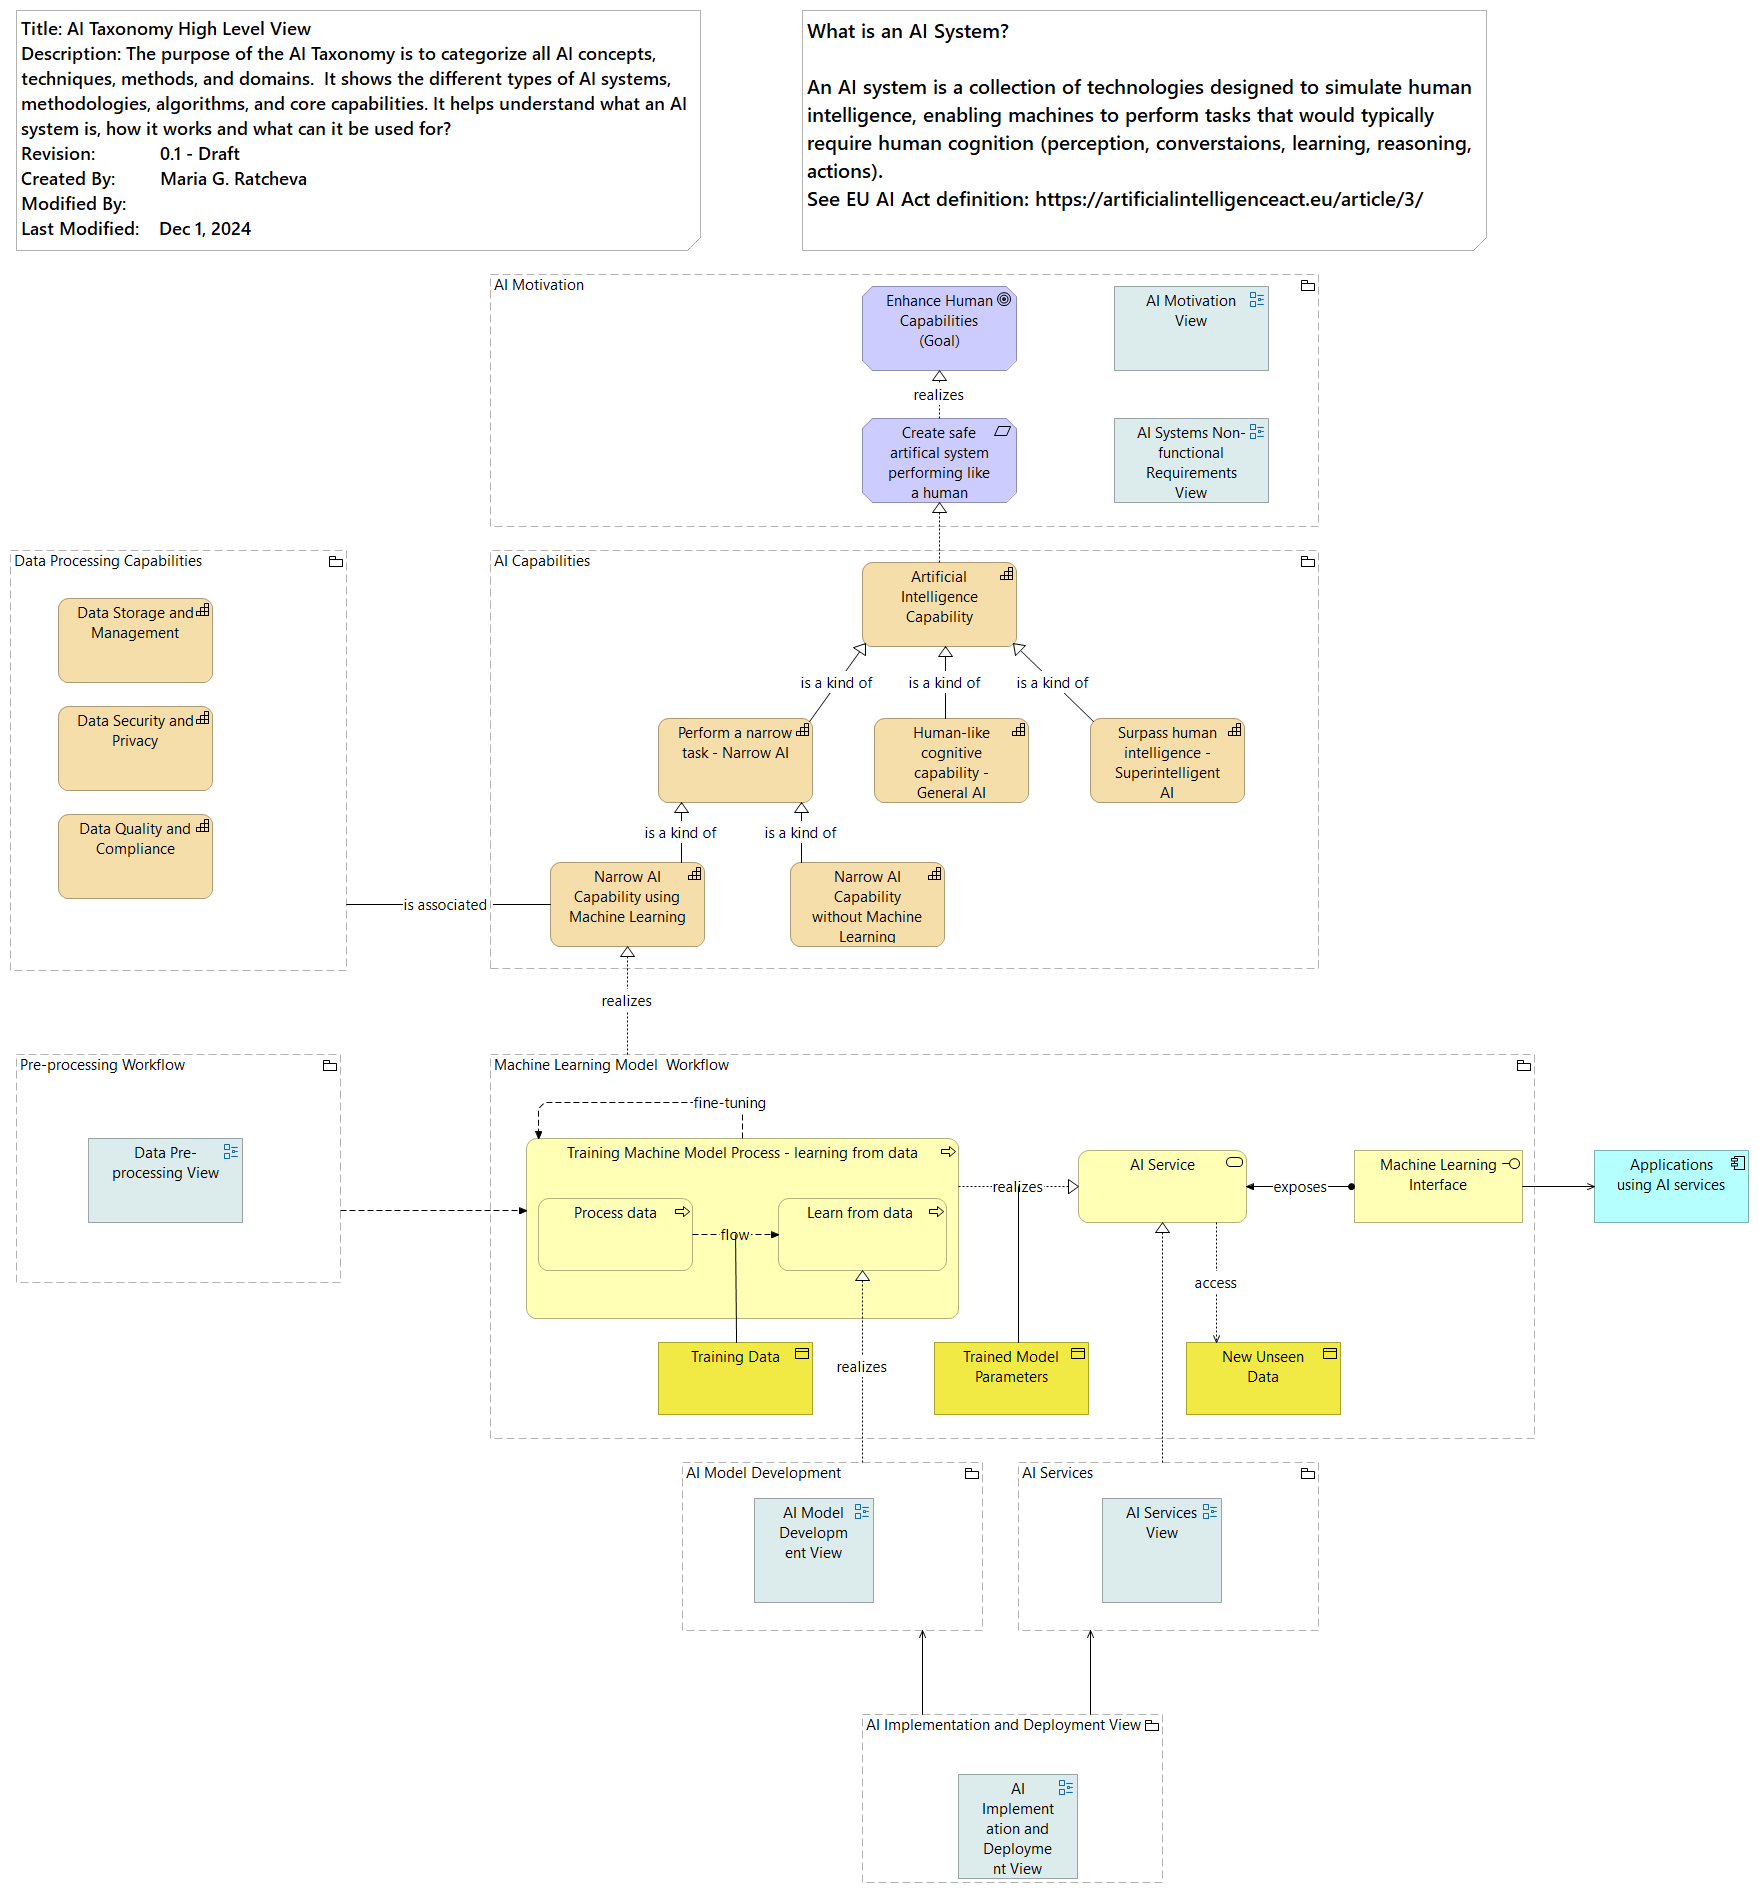 Title: AI Taxonomy High Level View
Description: The purpose of the AI Taxonomy is to categorize all AI concepts,
techniques, methods, and domains.  It shows the different types of AI systems,
methodologies, algorithms, and core capabilities. It helps understand what an AI
system is, how it works and what can it be used for?
Revision: 0.1 - Draft
Created By: Maria G. Ratcheva
Modified By:
Last Modified: Dec 1, 2024
What is an AI System?
An AI system is a collection of technologies designed to simulate human
intelligence, enabling machines to perform tasks that would typically
require human cognition (perception, converstaions, learning, reasoning,
actions).
See EU AI Act definition: https://artificialintelligenceact.eu/article/3/
AI Motivation
Enhance Human
Capabilities
(Goal)
AI Motivation
View
realizes
Create safe
artifical system
performing like
a human
AI Systems Non-
functional
Requirements
View
Data Processing Capabilities
Data Storage and
Management
Data Security and
Privacy
Data Quality and
Compliance
is associated
AI Capabilities
Artificial
Intelligence
Capability
is a kind of
is a kind of
is a kind of
Perform a narrow
task - Narrow AI
Human-like
cognitive
capability -
General AI
Surpass human
intelligence -
Superintelligent
AI
is a kind of
is a kind of
Narrow AI
Capability using
Machine Learning
Narrow AI
Capability
without Machine
Learning
realizes
Pre-processing Workflow
Data Pre-
processing View
Machine Learning Model  Workflow
fine-tuning
Training Machine Model Process - learning from data
Process data
flow
Learn from data
realizes
AI Service
exposes
Machine Learning
Interface
Applications
using AI services
access
Training Data
realizes
Trained Model
Parameters
New Unseen
Data
AI Model Development
AI Model
Developm
ent View
AI Services
AI Services
View
AI Implementation and Deployment View
AI
Implement
ation and
Deployme
nt View